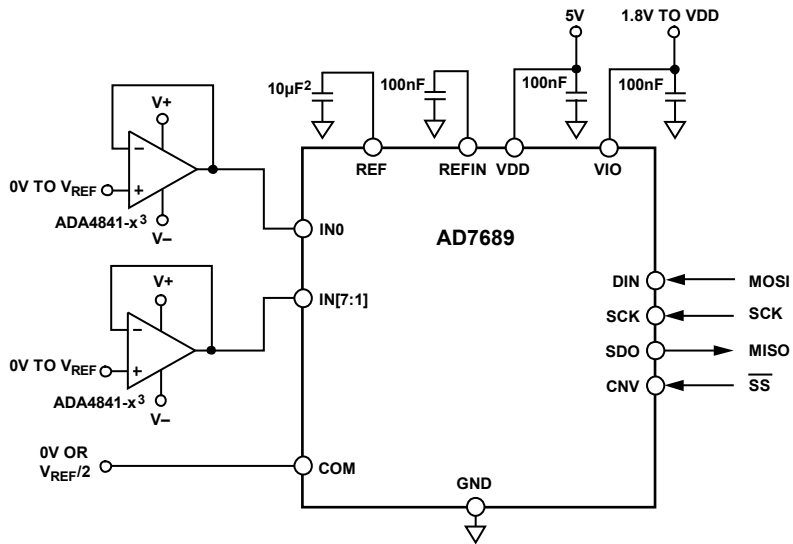 5V
1.8V TO VDD
10µF2
100nF
100nF
100nF
V+
REF
REFIN
VDD
VIO
–
+
0V TO VREF
ADA4841-x3
V–
IN0
AD7689
V+
IN[7:1]
DIN
MOSI
SCK
SCK
–
+
0V TO VREF
SDO
MISO
ADA4841-x3
V–
CNV
SS
0V OR
VREF/2
COM
GND